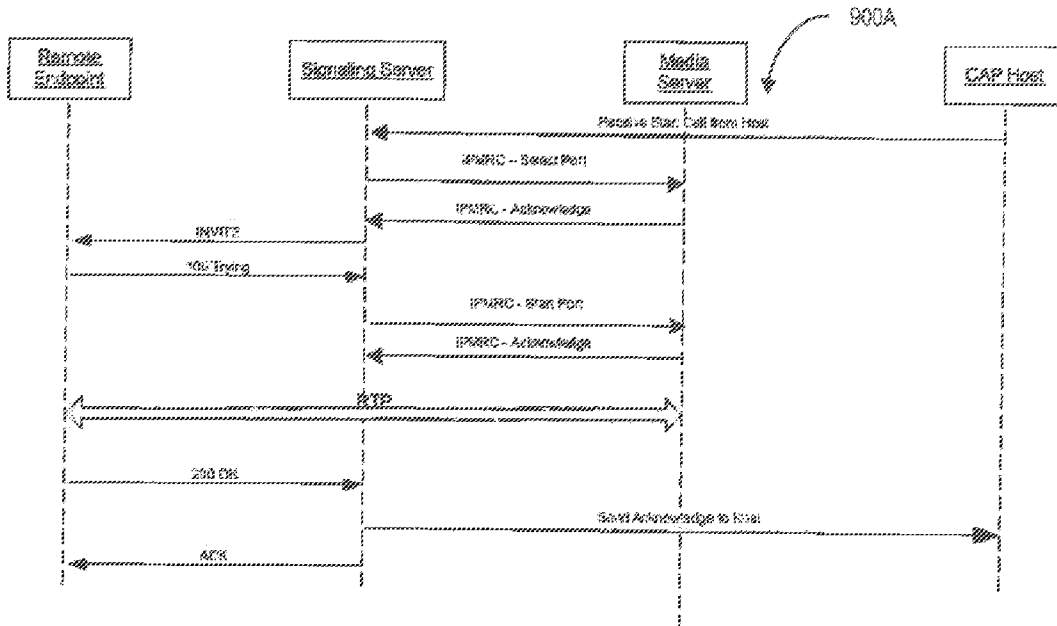 900A
Remote
Endpoint
Signaling Server
Media
Server
CAP Host
Receive Start Call from Host
IPMRC - Select Port
IPMRC - Acknowledge
INVITE
Trying
IPMRC - Start Port
IPMRC - Acknowledge
RTP
200 OK
Send Acknowledge to Host
ACK